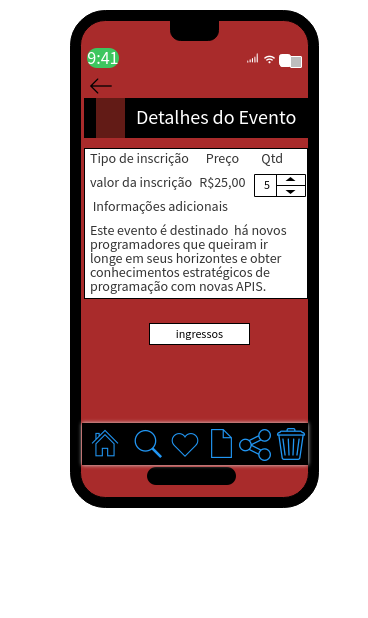 9:41
Detalhes do Evento
Tipo de inscrição Preço Qtd
valor da inscrição R$25,00 5
Informações adicionais
Este evento é destinado há novos
programadores que queiram ir
longe em seus horizontes e obter
conhecimentos estratégicos de
programação com novas APIS.
ingressos